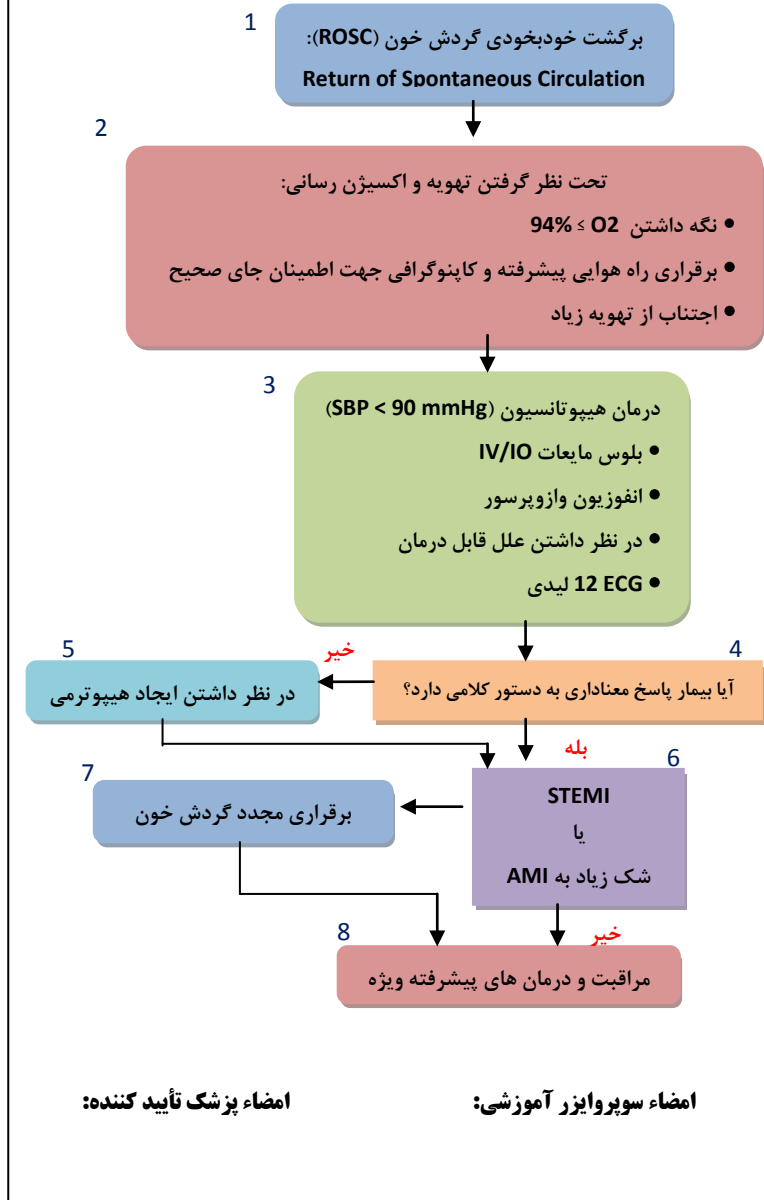 1
برگشت خودبخودی گردش خون (ROSC):
Return of Spontaneous Circulation
2
تحت نظر گرفتن تهویه و اکسیژن رسانی:
• نگه داشتن O2 ≥ 94%
• برقراری راه هوایی پیشرفته و کاپنوگرافی جهت اطمینان جای صحیح
• اجتناب از تهویه زیاد
3
درمان هیپوتانسیون (SBP < 90 mmHg)
• بلوس مایعات IV/IO
• انفوزیون وازوپرسور
• در نظر داشتن علل قابل درمان
• 12 ECG لیدی
4
آیا بیمار پاسخ معناداری به دستور کلامی دارد؟
خیر
5
در نظر داشتن ایجاد هیپوترمی
بله
6
STEMI
یا
شک زیاد به AMI
7
برقراری مجدد گردش خون
خیر
8
مراقبت و درمان های پیشرفته ویژه
امضاء سوپروایزر آموزشی:
امضاء پزشک تأیید کننده: